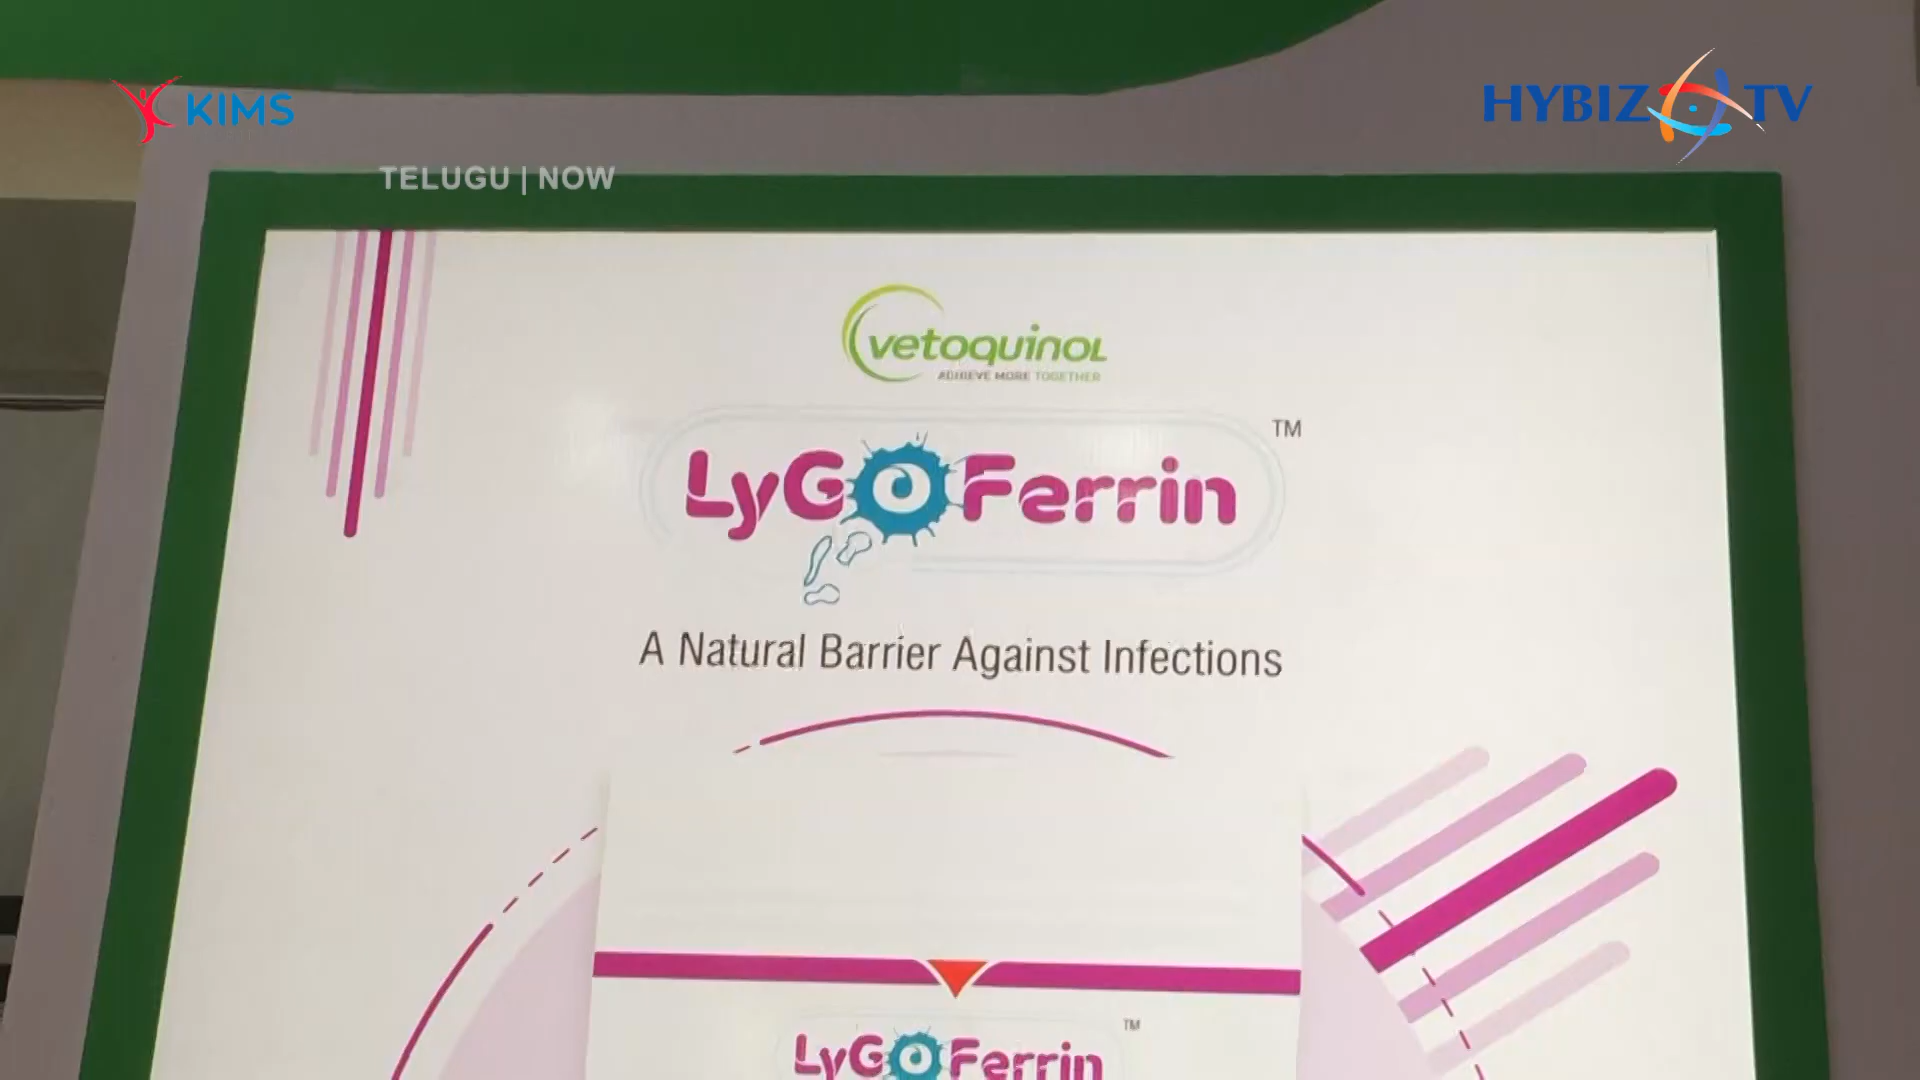 KIMS
HYBIZ TV
TELUGU | NOW
vetoquinol
ACHIEVE MORE TOGETHER
LyGoFerrin TM
A Natural Barrier Against Infections
LyGoFerrin TM